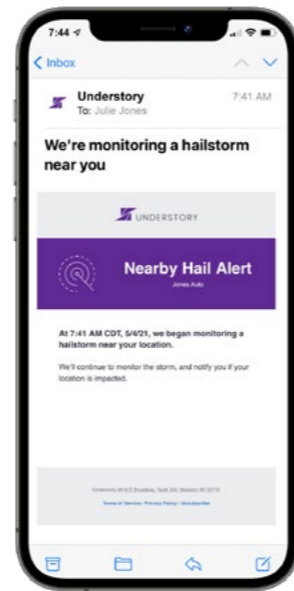 7:44
Inbox
Understory
7:41 AM
To: Julie Jones
We're monitoring a hailstorm
near you
UNDERSTORY
Nearby Hail Alert
Jones Auto
At 7:41 AM CDT, 5/4/21, we began monitoring a
hailstorm near your location.
We'll continue to monitor the storm, and notify you if your
location is impacted.
Terms of Service | Privacy Policy | Unsubscribe